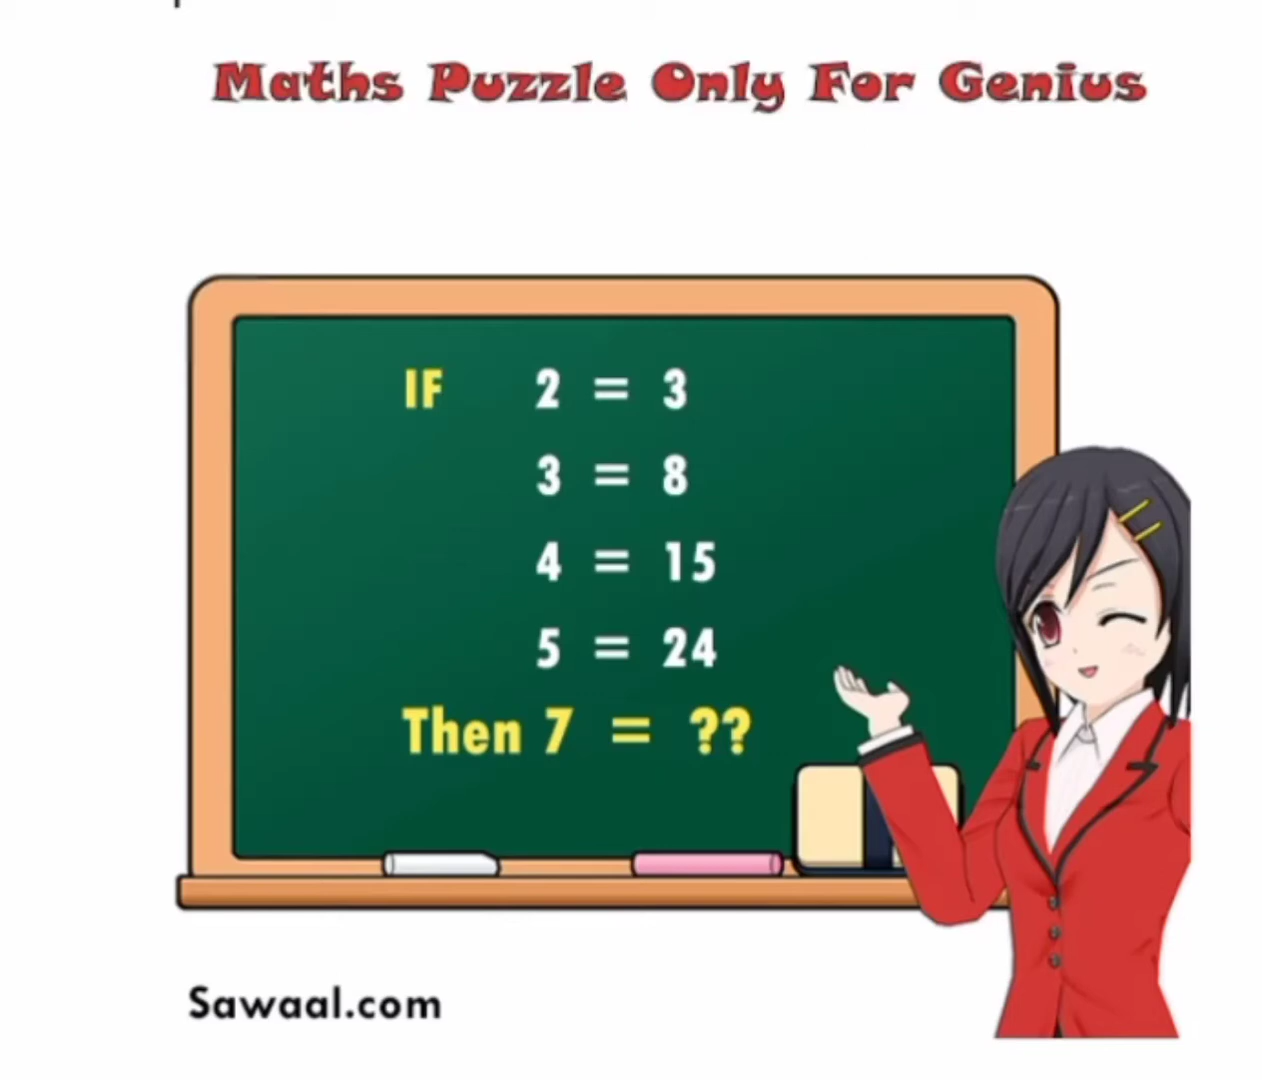 Maths Puzzle Only For Genius
IF 2 = 3
3 = 8
4 = 15
5 = 24
Then 7 = ??
Sawaal.com